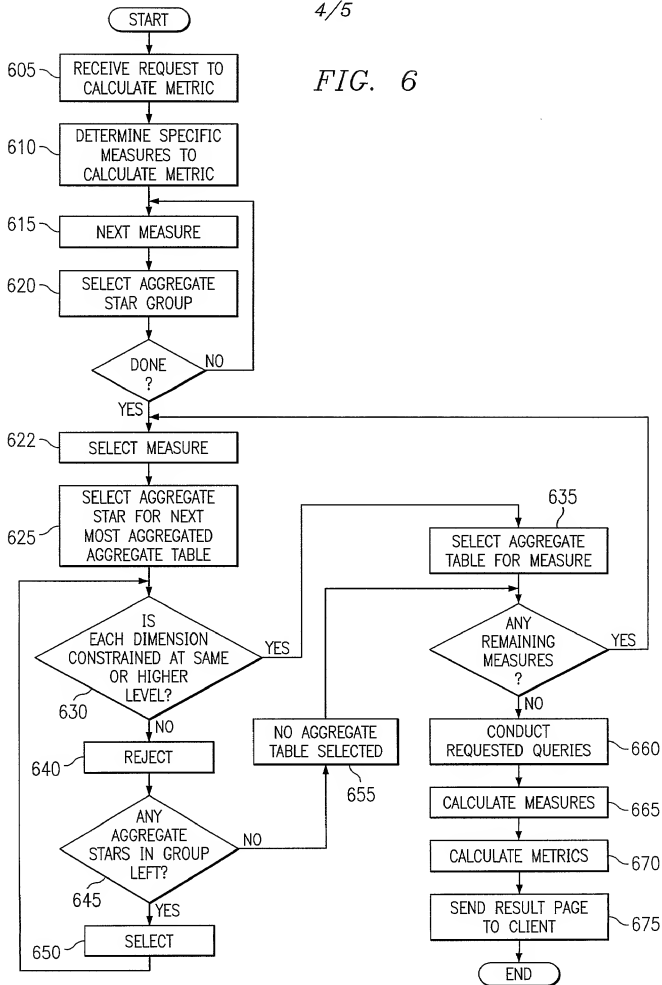 4/5
FIG. 6
START
605
RECEIVE REQUEST TO
CALCULATE METRIC
610
DETERMINE SPECIFIC
MEASURES TO
CALCULATE METRIC
615
NEXT MEASURE
620
SELECT AGGREGATE
STAR GROUP
DONE
?
NO
YES
622
SELECT MEASURE
625
SELECT AGGREGATE
STAR FOR NEXT
MOST AGGREGATED
AGGREGATE TABLE
IS
EACH DIMENSION
CONSTRAINED AT SAME
OR HIGHER
LEVEL?
630
YES
NO
640
REJECT
ANY
AGGREGATE
STARS IN GROUP
LEFT?
645
NO
YES
650
SELECT
NO AGGREGATE
TABLE SELECTED
655
635
SELECT AGGREGATE
TABLE FOR MEASURE
ANY
REMAINING
MEASURES
?
YES
NO
CONDUCT
REQUESTED QUERIES
660
CALCULATE MEASURES
665
CALCULATE METRICS
670
SEND RESULT PAGE
TO CLIENT
675
END